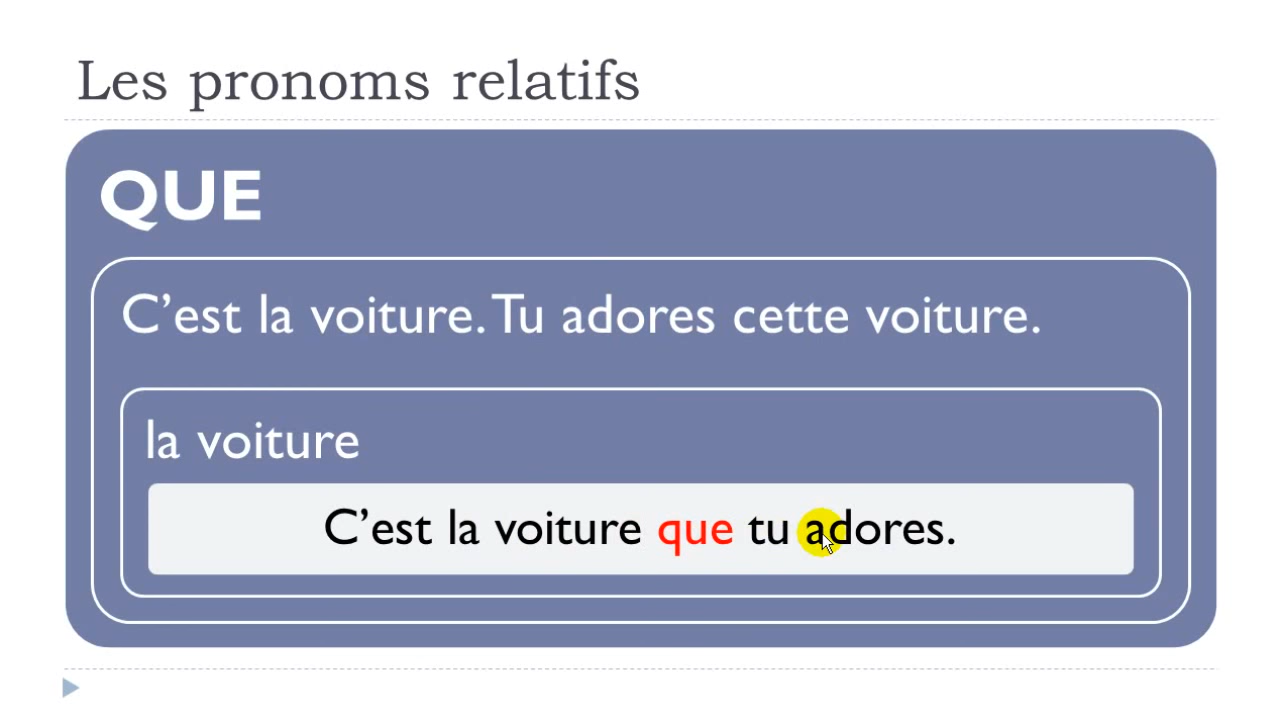 Les pronoms relatifs
QUE
C’est la voiture. Tu adores cette voiture.
la voiture
C’est la voiture que tu adores.